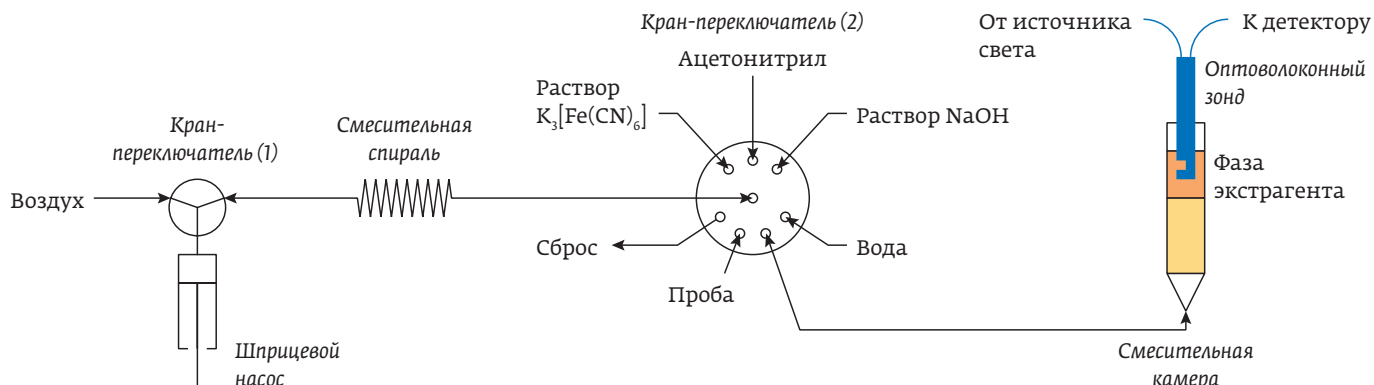 Кран-переключатель (2)
От источника
света
К детектору
Ацетонитрил
Оптоволоконный
зонд
Раствор
K₃[Fe(CN)₆]
Раствор NaOH
Кран-
переключатель (1)
Смесительная
спираль
Фаза
экстрагента
Воздух
Сброс
Вода
Проба
Шприцевой
насос
Смесительная
камера